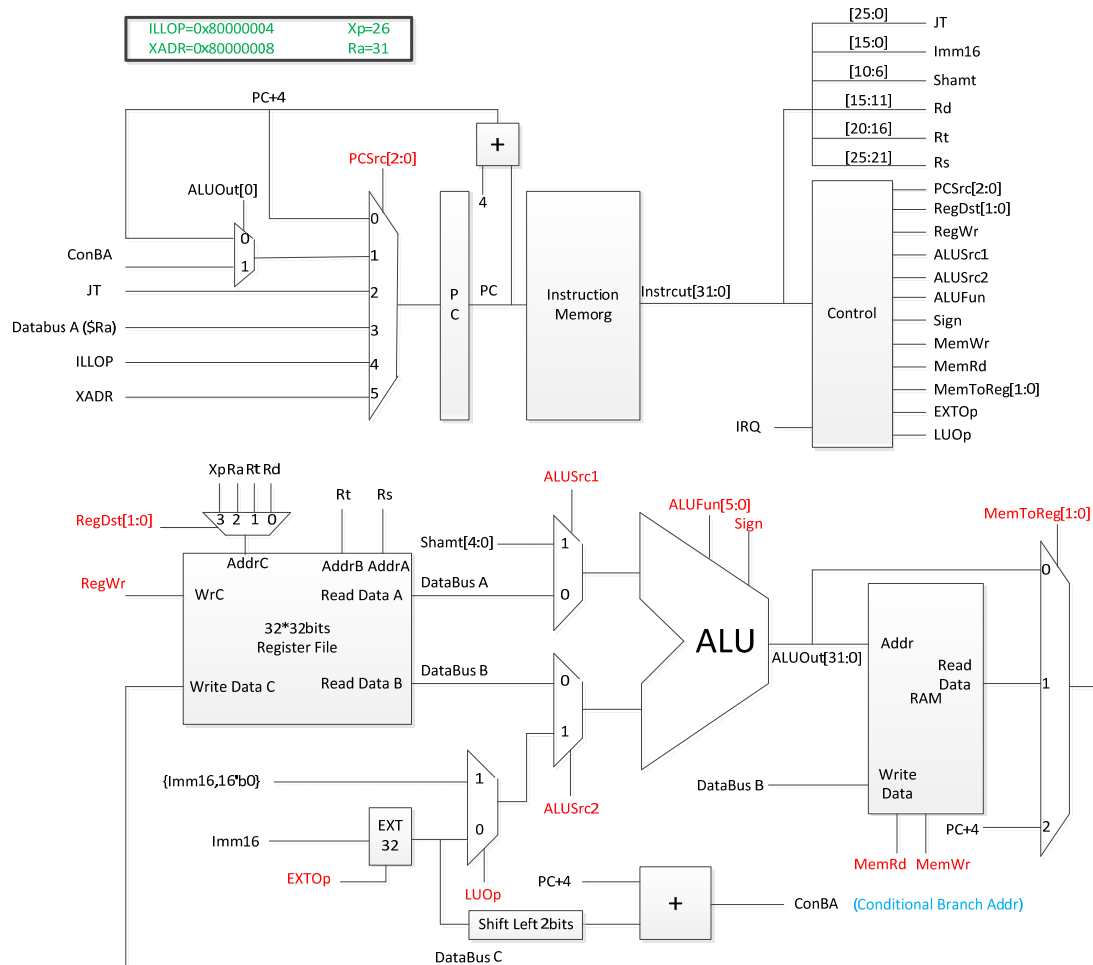 ILLOP=0x80000004 Xp=26
XADR=0x80000008 Ra=31
[25:0] JT
[15:0] Imm16
[10:6] Shamt
[15:11] Rd
[20:16] Rt
[25:21] Rs
PC+4
+
4
PCSrc[2:0]
ALUOut[0]
0
1
ConBA
JT
Databus A ($Ra)
ILLOP
XADR
0
1
2
3
4
5
P
C
PC
Instruction
Memorg
Instrcut[31:0]
Control
IRQ
PCSrc[2:0]
RegDst[1:0]
RegWr
ALUSrc1
ALUSrc2
ALUFun
Sign
MemWr
MemRd
MemToReg[1:0]
EXTOp
LUOp
Xp Ra Rt Rd
3 2 1 0
RegDst[1:0]
Rt
Rs
AddrC AddrB AddrA
RegWr
WrC
Read Data A
32*32bits
Register File
Write Data C
Read Data B
Shamt[4:0]
DataBus A
DataBus B
ALUSrc1
1
0
0
1
ALUSrc2
ALUFun[5:0]
Sign
ALU
ALUOut[31:0]
MemToReg[1:0]
0
1
2
Addr
Read
Data
RAM
Write
Data
DataBus B
PC+4
MemRd MemWr
{Imm16,16'b0}
1
0
Imm16
EXT
32
EXTOp
LUOp
PC+4
+
Shift Left 2bits
ConBA (Conditional Branch Addr)
DataBus C